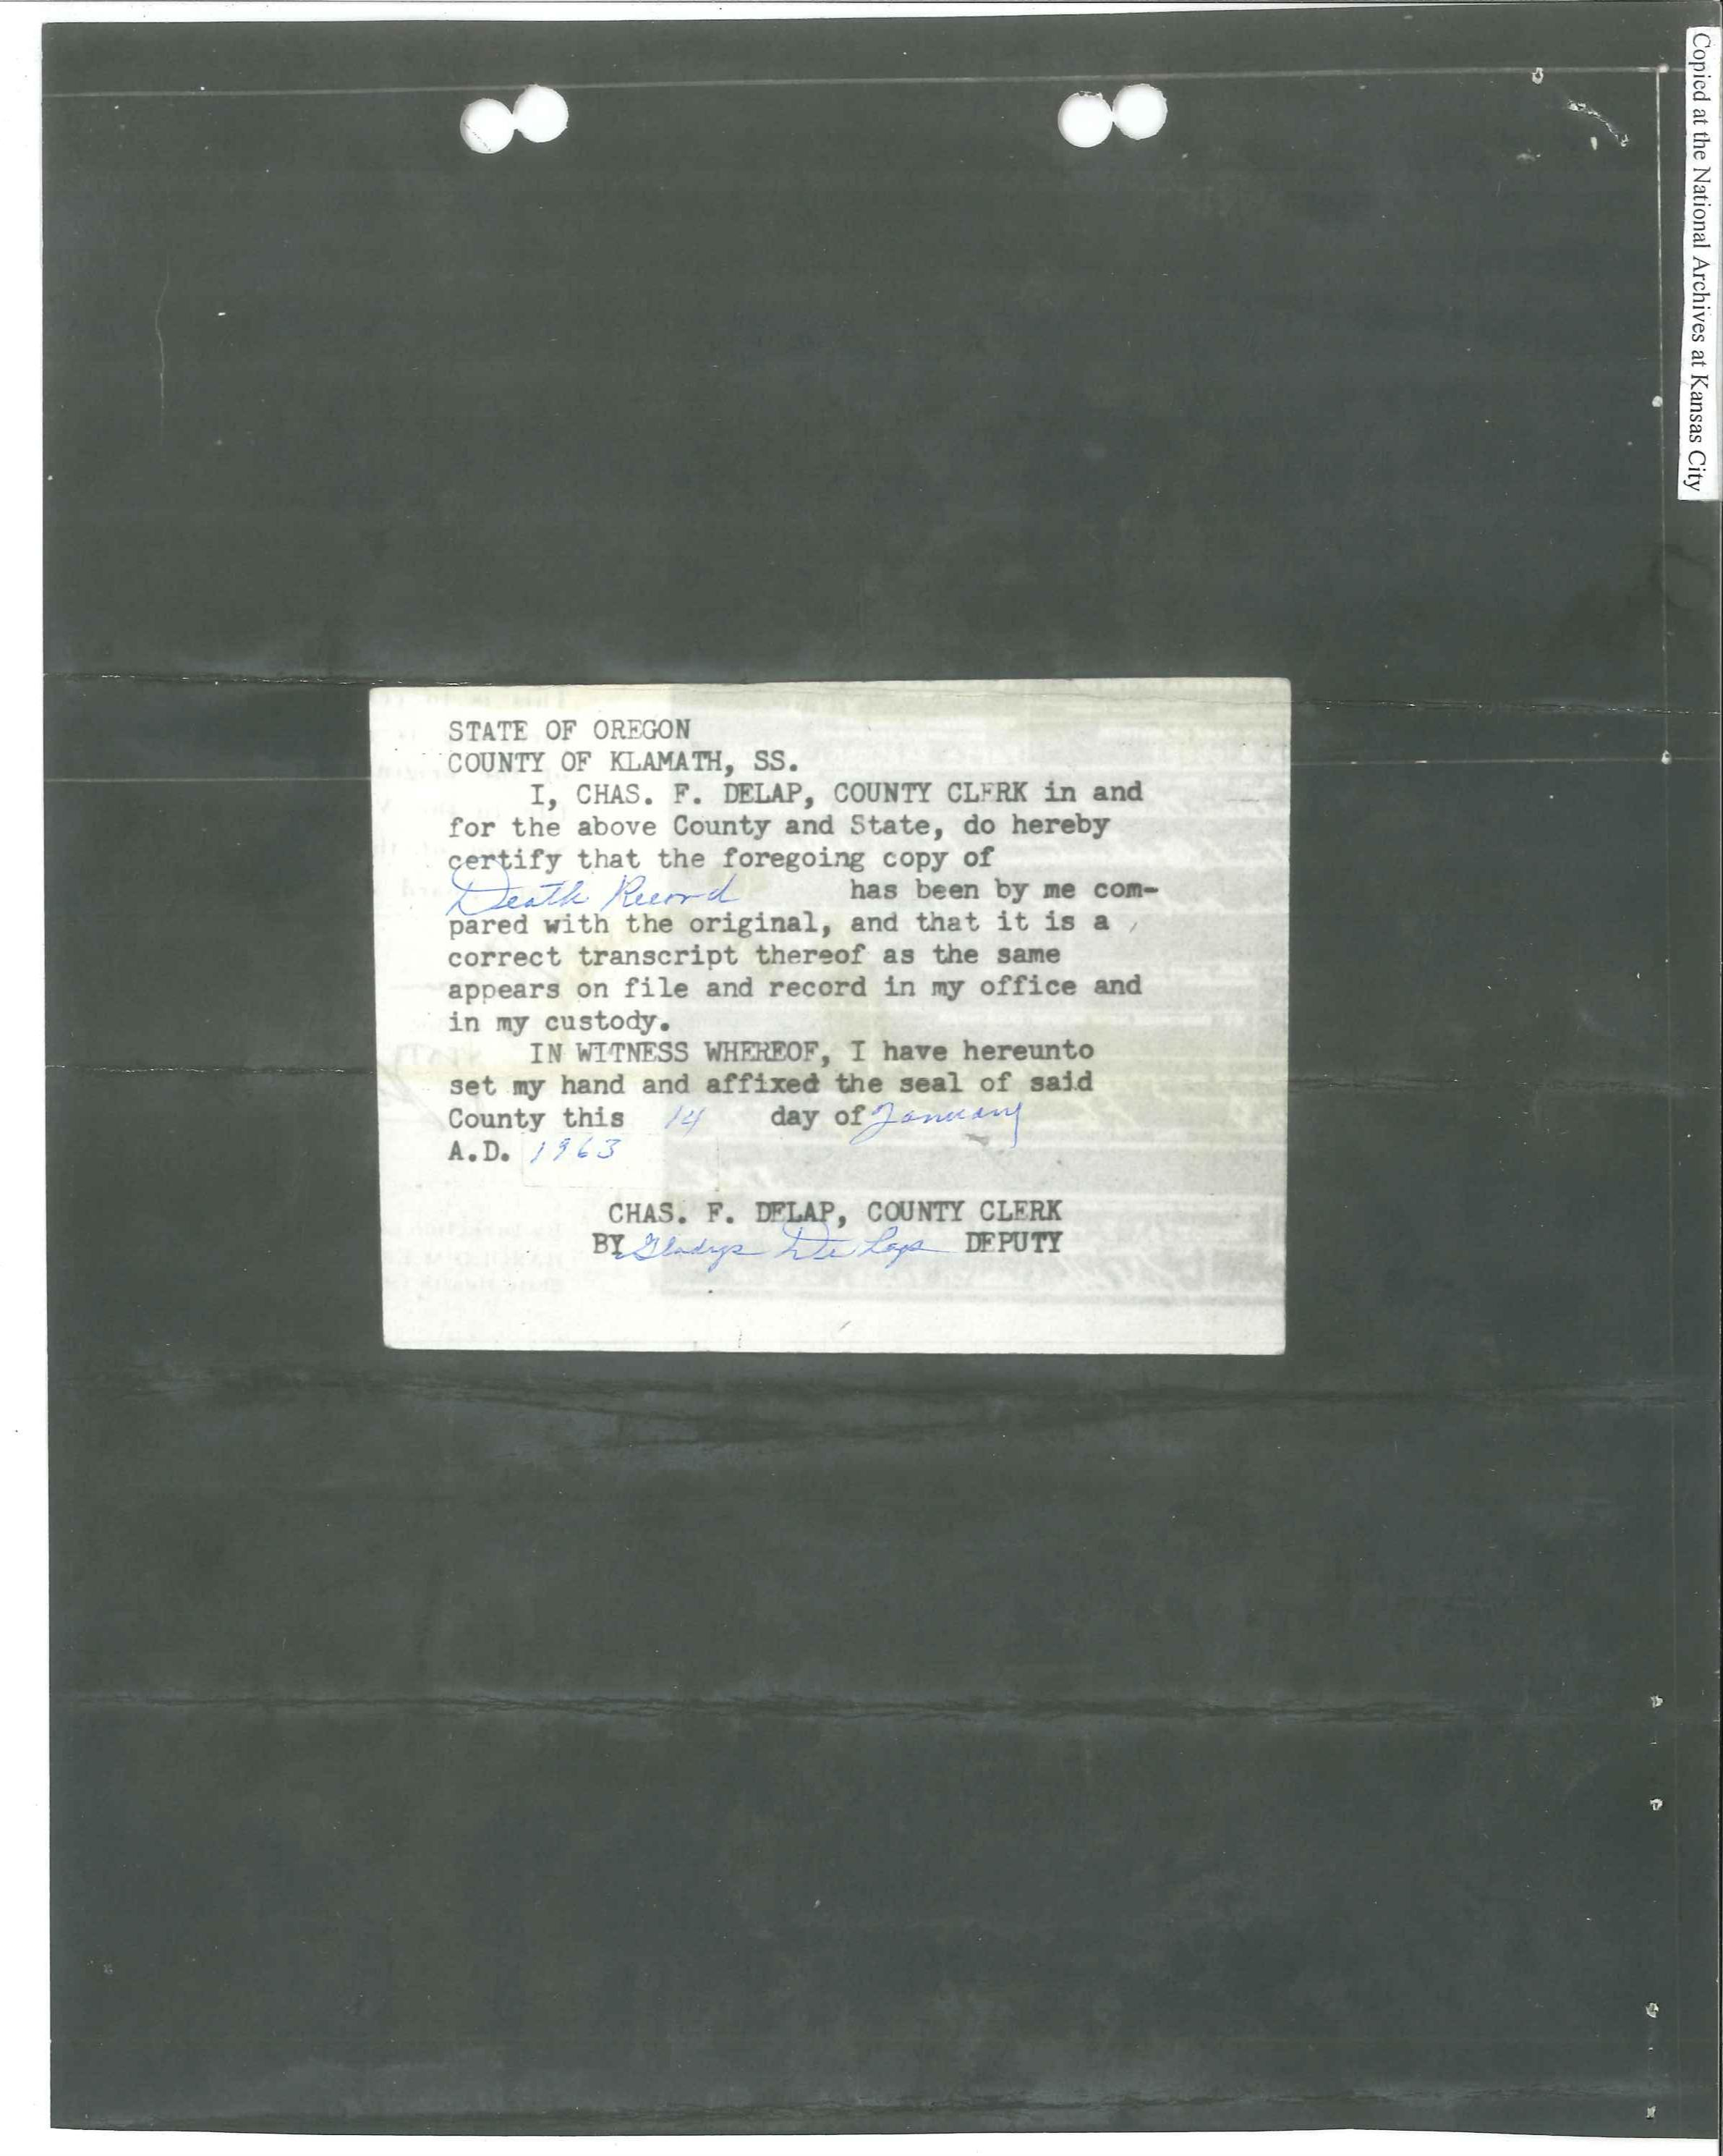 Copied at the National Archives at Kansas City
STATE OF OREGON
COUNTY OF KLAMATH, SS.
I, CHAS. F. DELAP, COUNTY CLERK in and
for the above County and State, do hereby
certify that the foregoing copy of
Death Record has been by me com-
pared with the original, and that it is a
correct transcript thereof as the same
appears on file and record in my office and
in my custody.
IN WITNESS WHEREOF, I have hereunto
set my hand and affixed the seal of said
County this 14 day of January
A.D. 1963
CHAS. F. DELAP, COUNTY CLERK
BY Gladys De Lap DEPUTY